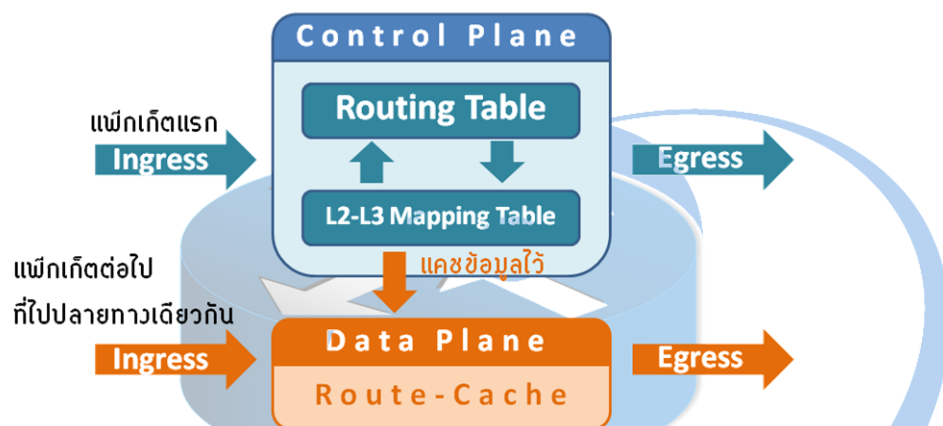 Control Plane
Routing Table
แพ็กเก็ตแรก
Ingress
Egress
L2-L3 Mapping Table
แคชข้อมูลไว้
แพ็กเก็ตต่อไป
ที่ไปปลายทางเดียวกัน
Data Plane
Ingress
Egress
Route-Cache